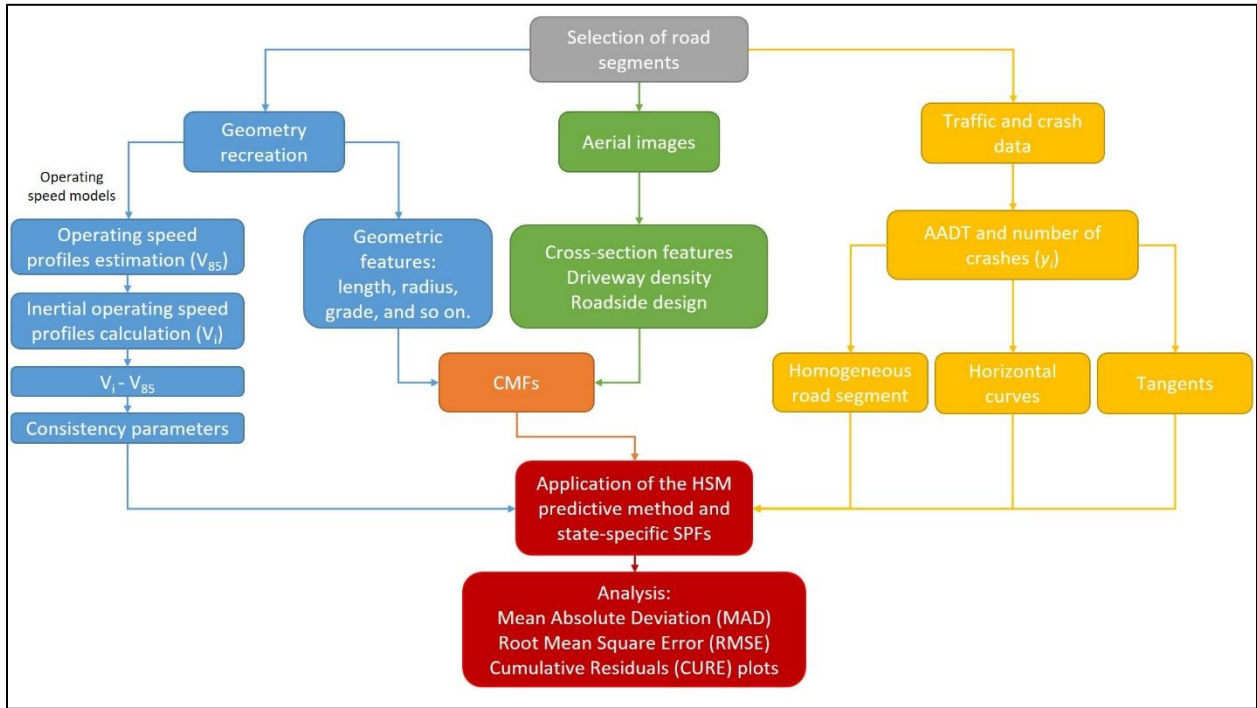 Selection of road
segments
Geometry
recreation
Aerial images
Traffic and crash
data
Operating
speed models
Operating speed
profiles estimation (V₈₅)
Geometric
features:
length, radius,
grade, and so on.
Cross-section features
Driveway density
Roadside design
AADT and number of
crashes (yᵢ)
Inertial operating speed
profiles calculation (Vᵢ)
Vᵢ - V₈₅
Consistency parameters
CMFs
Homogeneous
road segment
Horizontal
curves
Tangents
Application of the HSM
predictive method and
state-specific SPFs
Analysis:
Mean Absolute Deviation (MAD)
Root Mean Square Error (RMSE)
Cumulative Residuals (CURE) plots